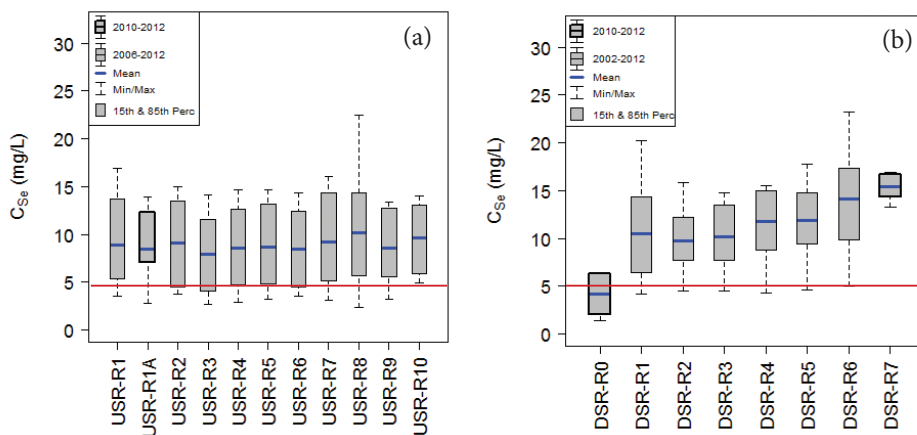 (a)
2010-2012
2006-2012
Mean
Min/Max
15th & 85th Perc
C_Se (mg/L)
30
25
20
15
10
5
0
USR-R1
USR-R1A
USR-R2
USR-R3
USR-R4
USR-R5
USR-R6
USR-R7
USR-R8
USR-R9
USR-R10
(b)
2010-2012
2002-2012
Mean
Min/Max
15th & 85th Perc
C_Se (mg/L)
30
25
20
15
10
5
0
DSR-R0
DSR-R1
DSR-R2
DSR-R3
DSR-R4
DSR-R5
DSR-R6
DSR-R7